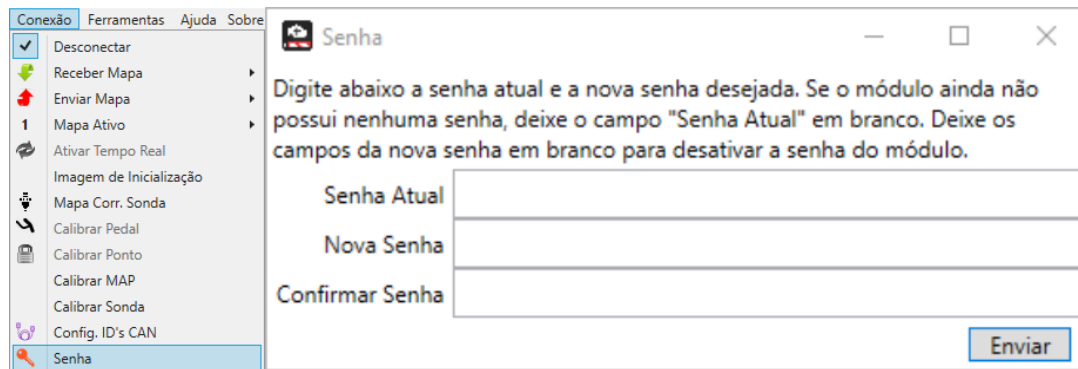 Conexão Ferramentas Ajuda Sobre
Desconectar
Receber Mapa
Enviar Mapa
1 Mapa Ativo
Ativar Tempo Real
Imagem de Inicialização
Mapa Corr. Sonda
Calibrar Pedal
Calibrar Ponto
Calibrar MAP
Calibrar Sonda
Config. ID's CAN
Senha
Senha
Digite abaixo a senha atual e a nova senha desejada. Se o módulo ainda não
possui nenhuma senha, deixe o campo "Senha Atual" em branco. Deixe os
campos da nova senha em branco para desativar a senha do módulo.
Senha Atual
Nova Senha
Confirmar Senha
Enviar